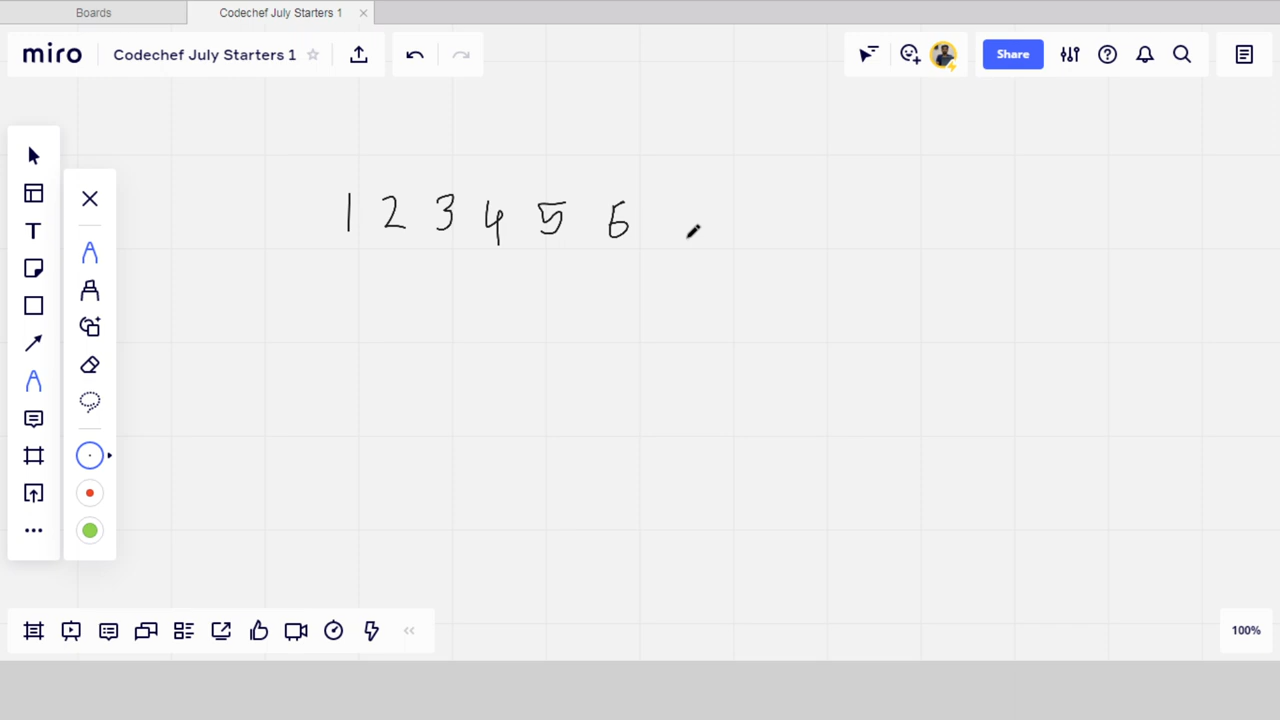 Boards
Codechef July Starters 1
miro
Codechef July Starters 1
Share
1 2 3 4 5 6
100%